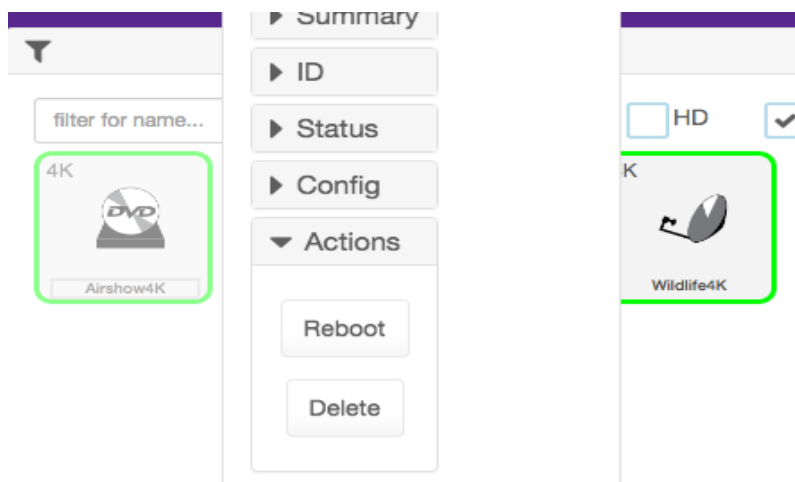 Summary
ID
filter for name...
Status
HD
4K
DVD
Airshow4K
Config
K
Wildlife4K
Actions
Reboot
Delete